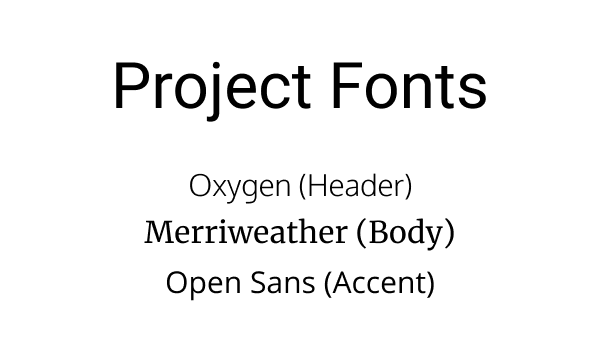 Project Fonts
Oxygen (Header)
Merriweather (Body)
Open Sans (Accent)